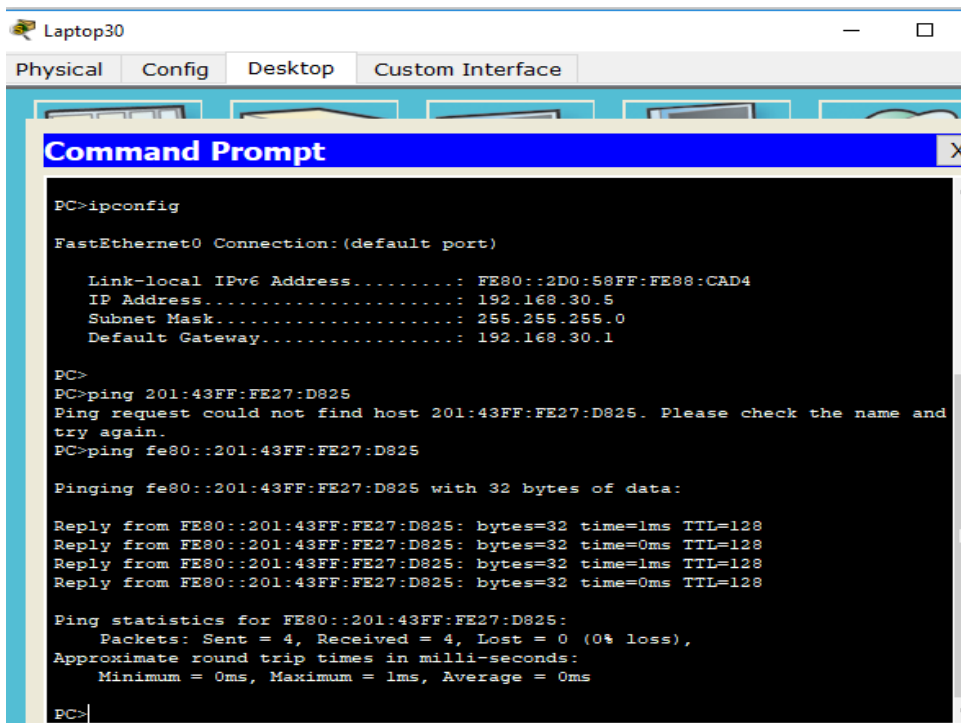 Laptop30
Physical Config Desktop Custom Interface
Command Prompt X
PC>ipconfig
FastEthernet0 Connection:(default port)
Link-local IPv6 Address.........: FE80::2D0:58FF:FE88:CAD4
IP Address......................: 192.168.30.5
Subnet Mask.....................: 255.255.255.0
Default Gateway.................: 192.168.30.1
PC>
PC>ping 201:43FF:FE27:D825
Ping request could not find host 201:43FF:FE27:D825. Please check the name and
try again.
PC>ping fe80::201:43FF:FE27:D825
Pinging fe80::201:43FF:FE27:D825 with 32 bytes of data:
Reply from FE80::201:43FF:FE27:D825: bytes=32 time=1ms TTL=128
Reply from FE80::201:43FF:FE27:D825: bytes=32 time=0ms TTL=128
Reply from FE80::201:43FF:FE27:D825: bytes=32 time=1ms TTL=128
Reply from FE80::201:43FF:FE27:D825: bytes=32 time=0ms TTL=128
Ping statistics for FE80::201:43FF:FE27:D825:
Packets: Sent = 4, Received = 4, Lost = 0 (0% loss),
Approximate round trip times in milli-seconds:
Minimum = 0ms, Maximum = 1ms, Average = 0ms
PC>